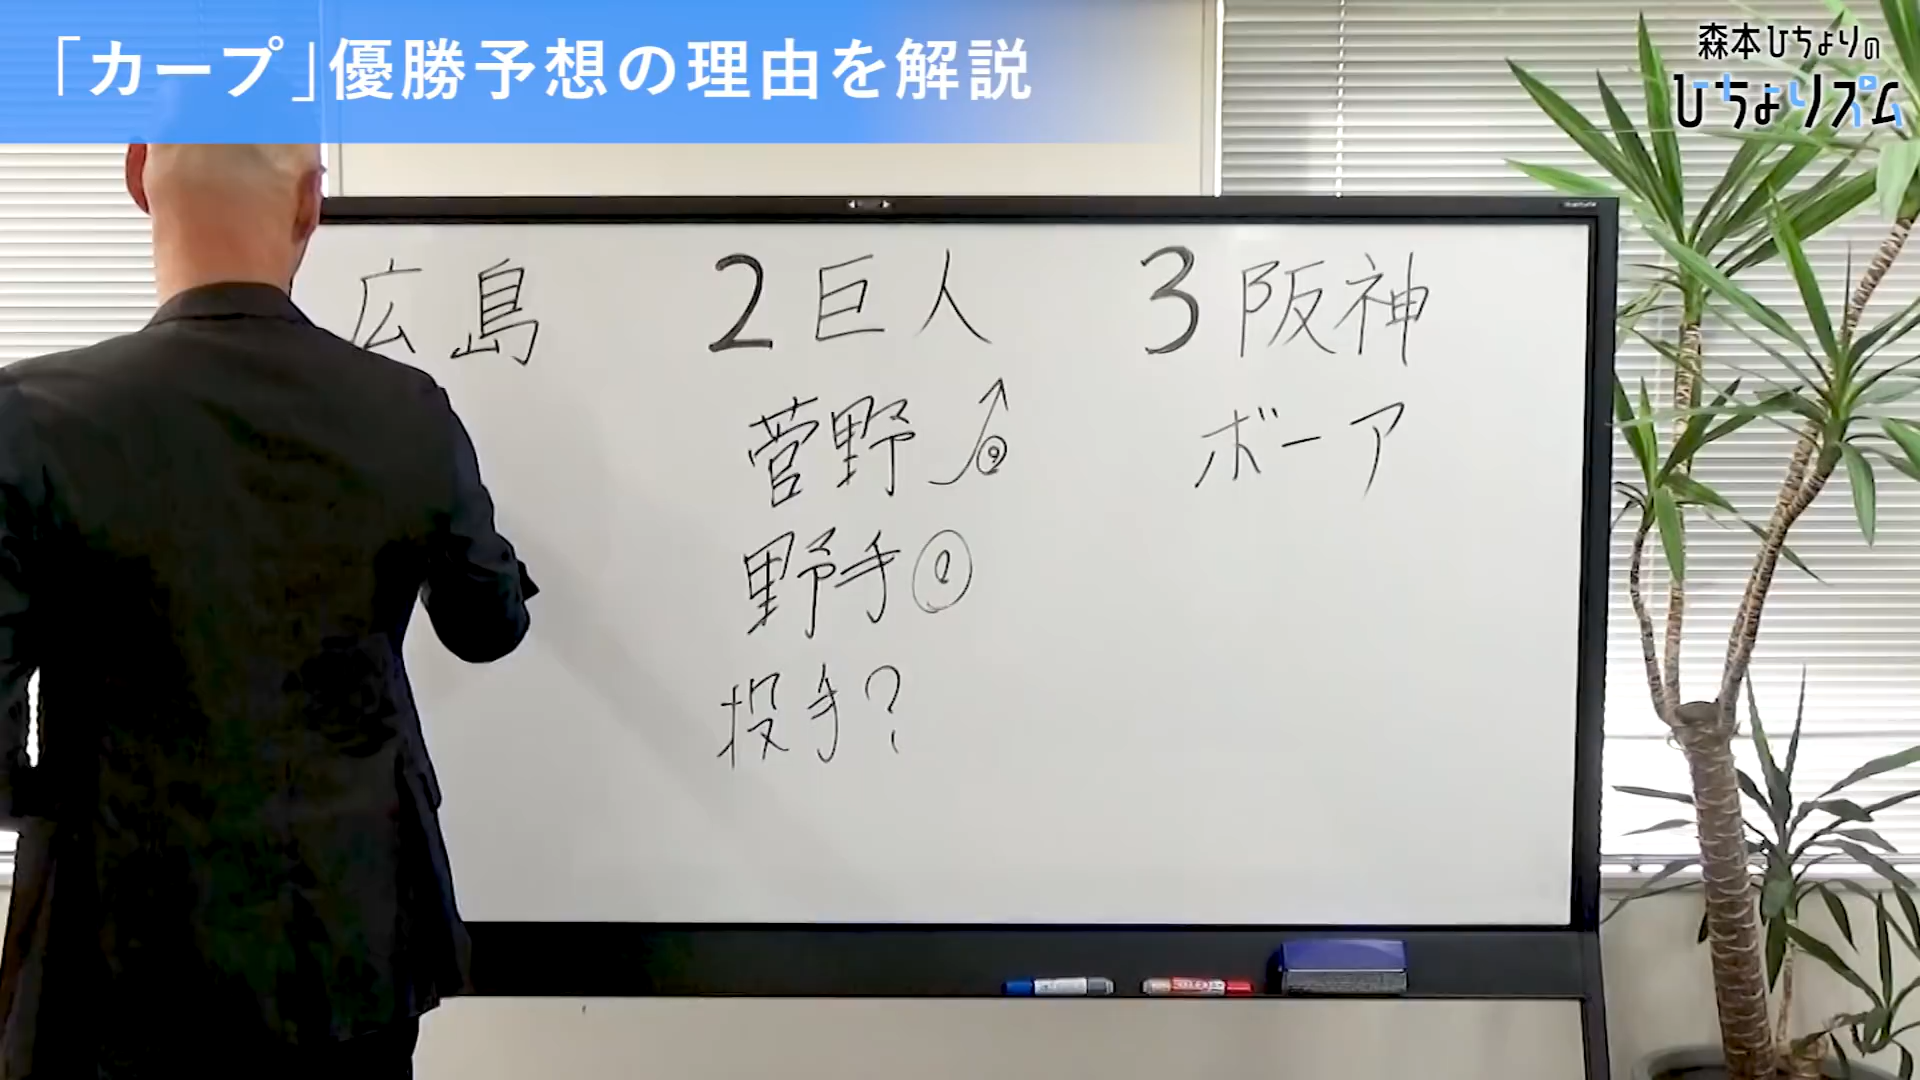 「カープ」優勝予想の理由を解説
森本ひちょりの
ひちょリズム
広島
2巨人
3阪神
菅野
ボーア
野手
投手?